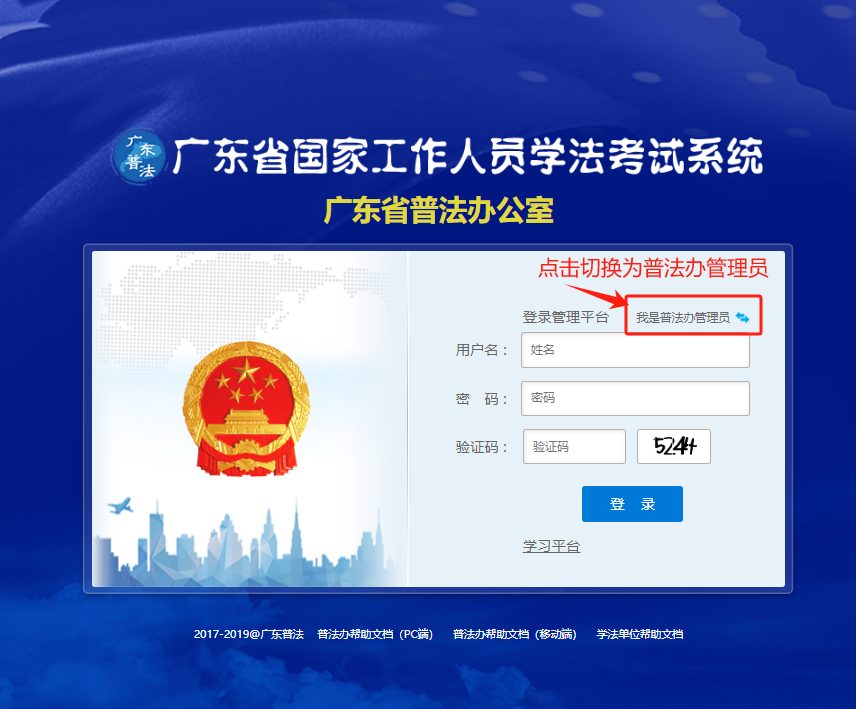 广东普法
广东省国家工作人员学法考试系统
广东省普法办公室
点击切换为普法办管理员
登录管理平台 我是普法办管理员
用户名： 姓名
密 码： 密码
验证码： 验证码 5244
登 录
学习平台
2017-2019@广东普法 普法办帮助文档（PC端） 普法办帮助文档（移动端） 学法单位帮助文档